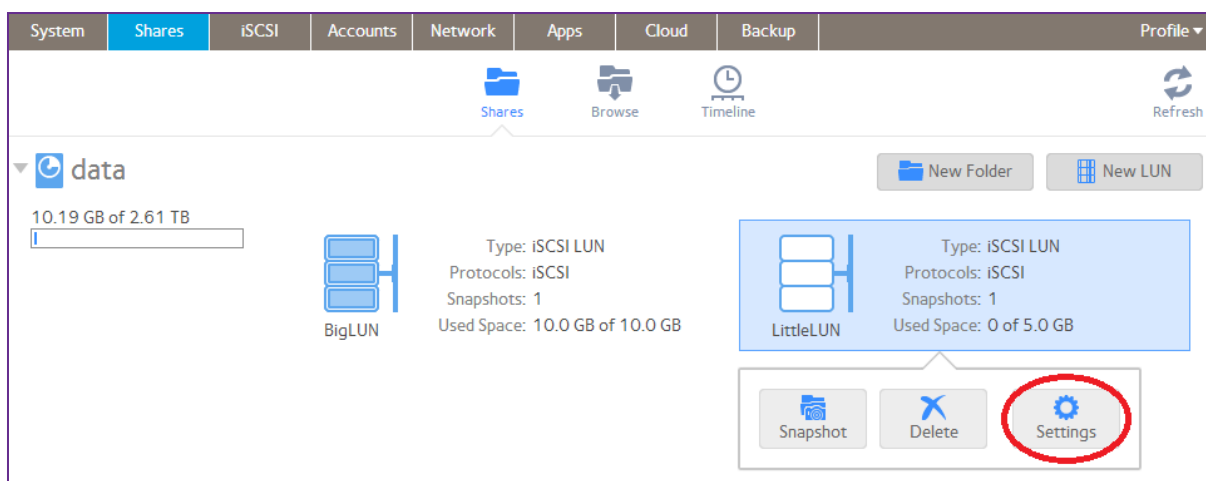 System Shares iSCSI Accounts Network Apps Cloud Backup Profile
Shares Browse Timeline Refresh
data New Folder New LUN
10.19 GB of 2.61 TB
Type: iSCSI LUN
Protocols: iSCSI
Snapshots: 1
Used Space: 10.0 GB of 10.0 GB
BigLUN
Type: iSCSI LUN
Protocols: iSCSI
Snapshots: 1
Used Space: 0 of 5.0 GB
LittleLUN
Snapshot Delete Settings